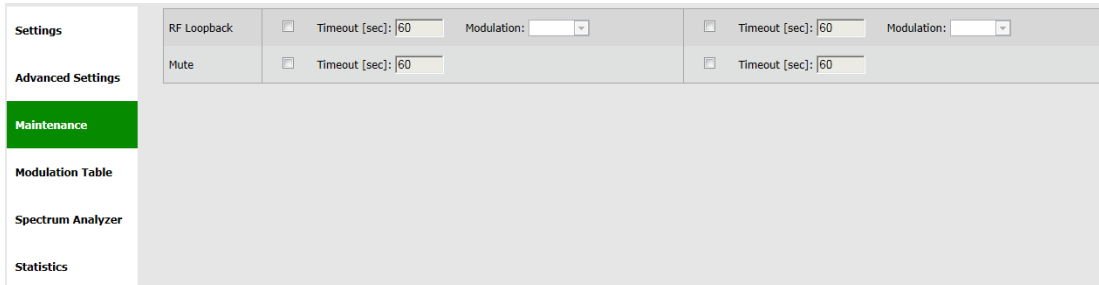 Settings
Advanced Settings
Maintenance
Modulation Table
Spectrum Analyzer
Statistics
RF Loopback Timeout [sec]: 60 Modulation: Timeout [sec]: 60 Modulation:
Mute Timeout [sec]: 60 Timeout [sec]: 60